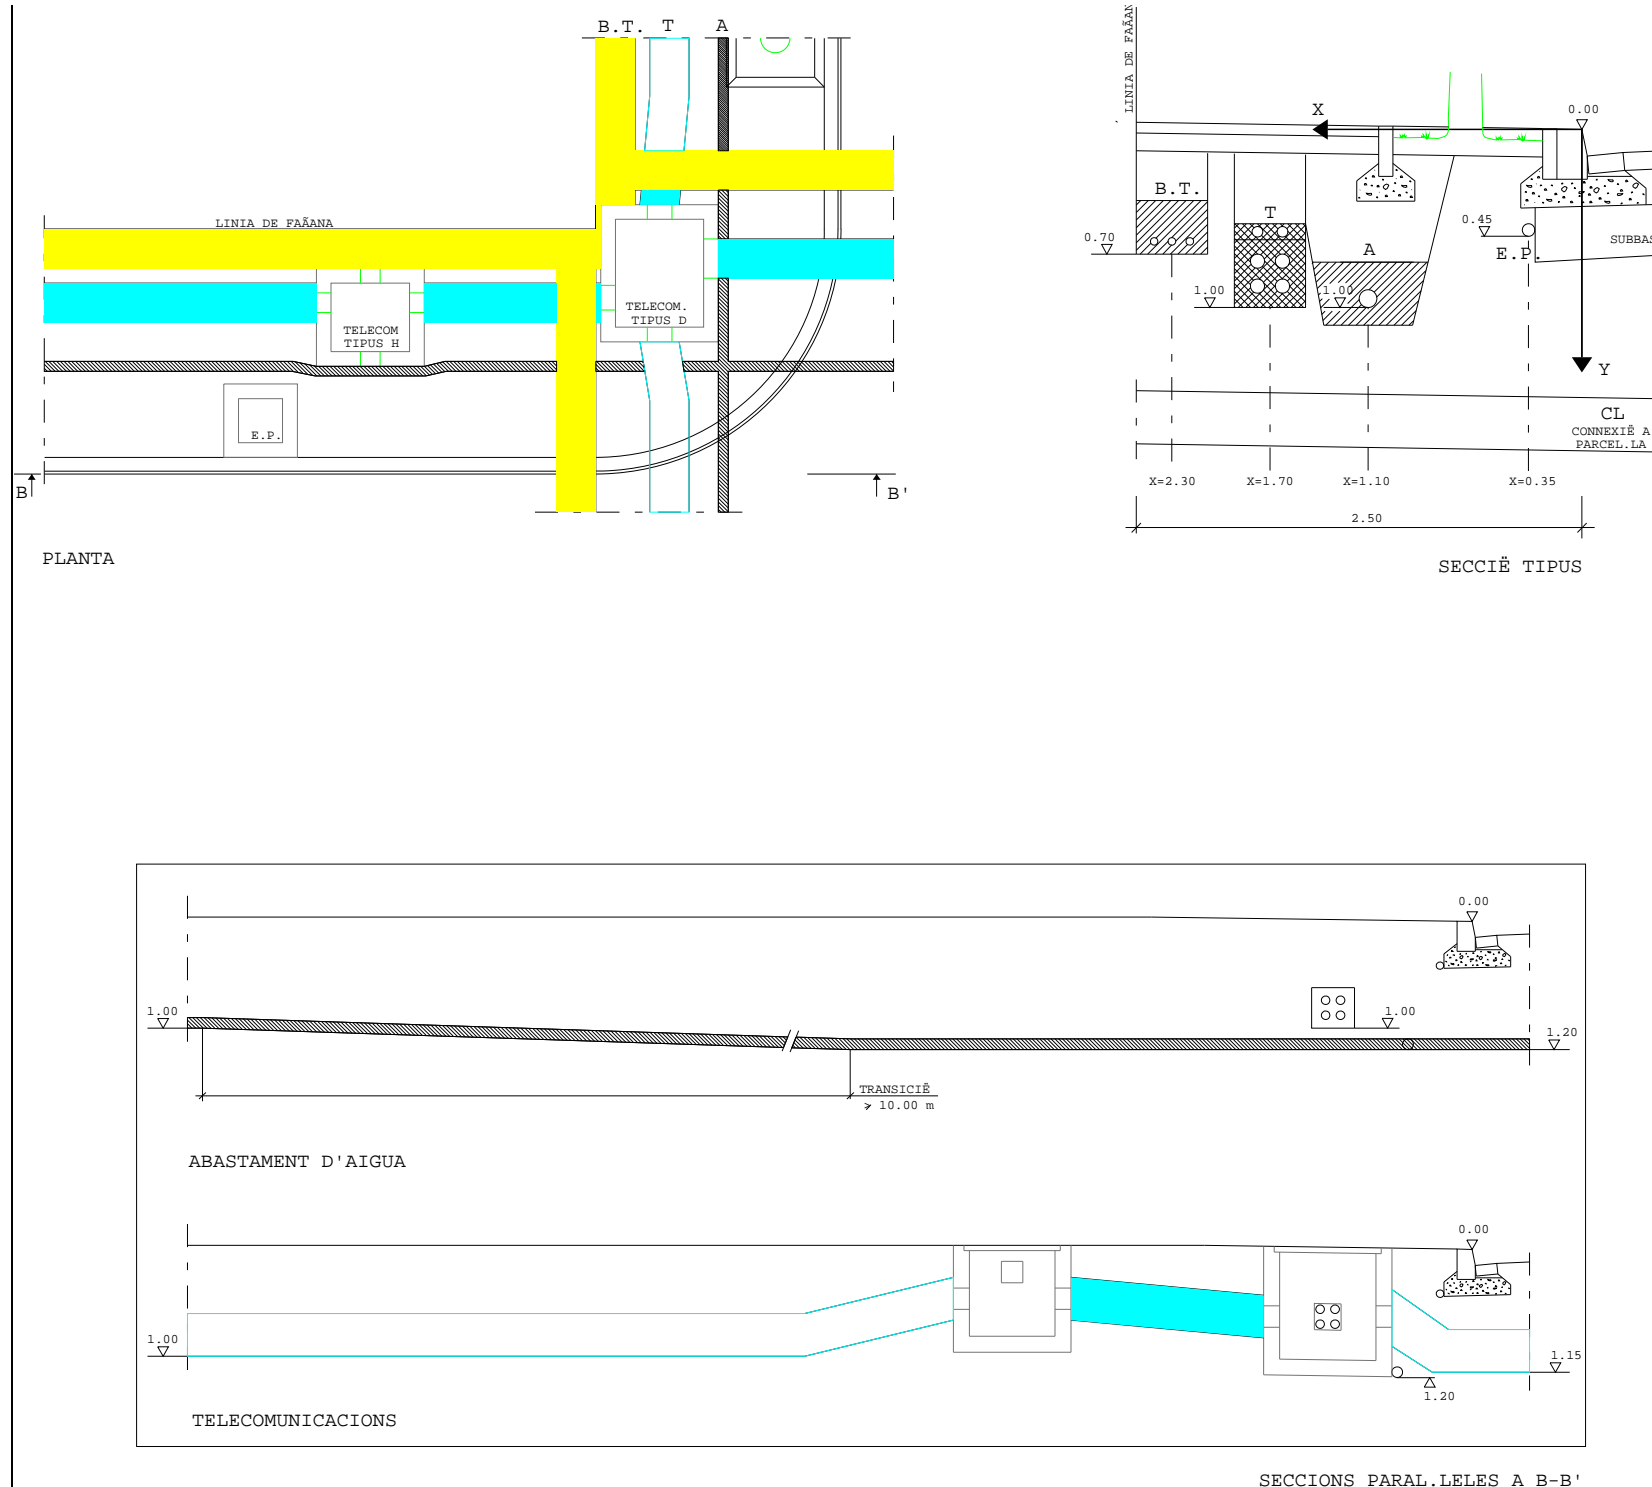 B.T. T A
LINIA DE FAÃANA
TELECOM
TIPUS H
TELECOM.
TIPUS D
E.P.
B
B'
PLANTA
LINIA DE FAÃAN
X
0.00
B.T.
T
A
0.70
1.00
1.00
0.45
E.P.
SUBBAS
Y
CL
CONNEXIË A
PARCEL.LA
X=2.30
X=1.70
X=1.10
X=0.35
2.50
SECCIË TIPUS
0.00
1.00
1.00
1.20
TRANSICIË
⩾ 10.00 m
ABASTAMENT D'AIGUA
0.00
1.00
1.15
1.20
TELECOMUNICACIONS
SECCIONS PARAL.LELES A B-B'